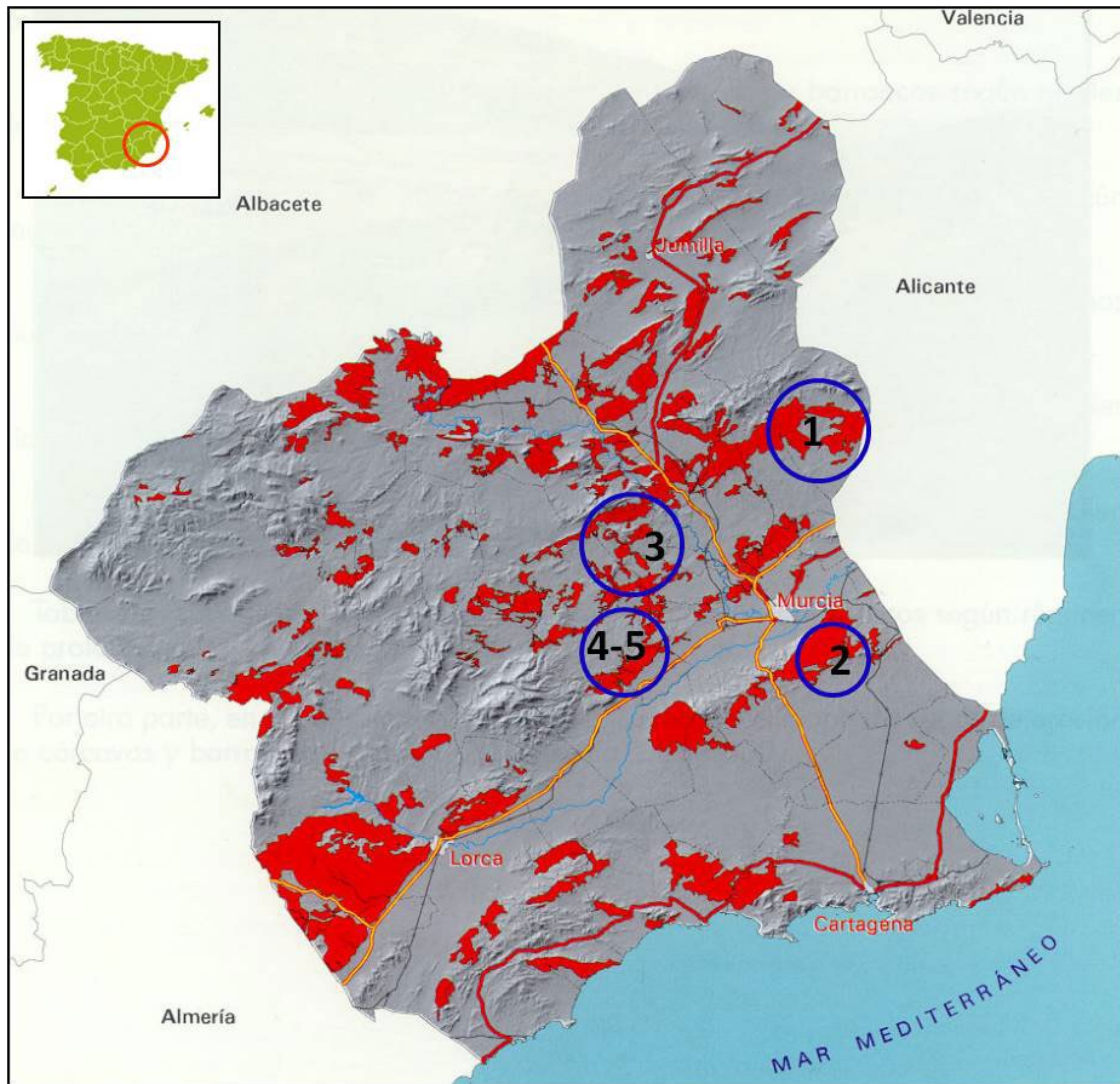 Valencia
Albacete
Jumilla
Alicante
1
3
Murcia
4-5
2
Granada
Lorca
Cartagena
Almería
MAR MEDITERRÁNEO